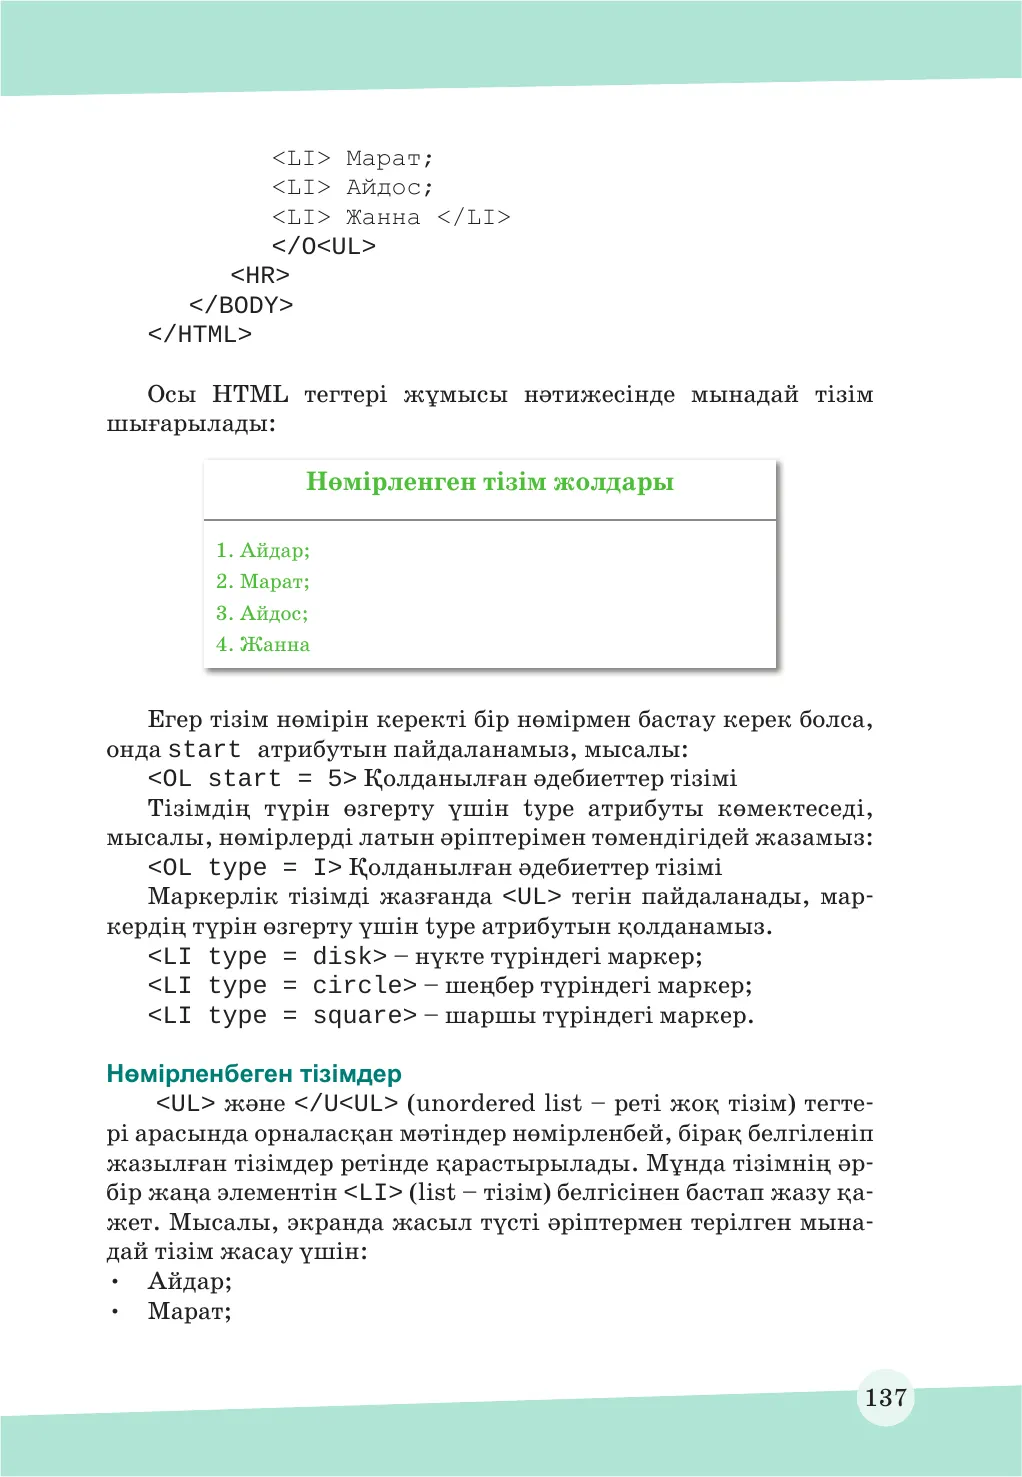 <LI> Марат;
<LI> Айдос;
<LI> Жанна </LI>
</O<UL>
<HR>
</BODY>
</HTML>
Осы HTML тегтері жұмысы нәтижесінде мынадай тізім
шығарылады:
Нөмірленген тізім жолдары
1. Айдар;
2. Марат;
3. Айдос;
4. Жанна
Егер тізім нөмірін керекті бір нөмірмен бастау керек болса,
онда start атрибутын пайдаланамыз, мысалы:
<OL start = 5> Қолданылған әдебиеттер тізімі
Тізімдің түрін өзгерту үшін type атрибуты көмектеседі,
мысалы, нөмірлерді латын әріптерімен төмендігідей жазамыз:
<OL type = I> Қолданылған әдебиеттер тізімі
Маркерлік тізімді жазғанда <UL> тегін пайдаланады, мар-
кердің түрін өзгерту үшін type атрибутын қолданамыз.
<LI type = disk> – нүкте түріндегі маркер;
<LI type = circle> – шеңбер түріндегі маркер;
<LI type = square> – шаршы түріндегі маркер.
Нөмірленбеген тізімдер
<UL> және </U<UL> (unordered list – реті жоқ тізім) тегте-
рі арасында орналасқан мәтіндер нөмірленбей, бірақ белгіленіп
жазылған тізімдер ретінде қарастырылады. Мұнда тізімнің әр-
бір жаңа элементін <LI> (list – тізім) белгісінен бастап жазу қа-
жет. Мысалы, экранда жасыл түсті әріптермен терілген мына-
дай тізім жасау үшін:
• Айдар;
• Марат;
137